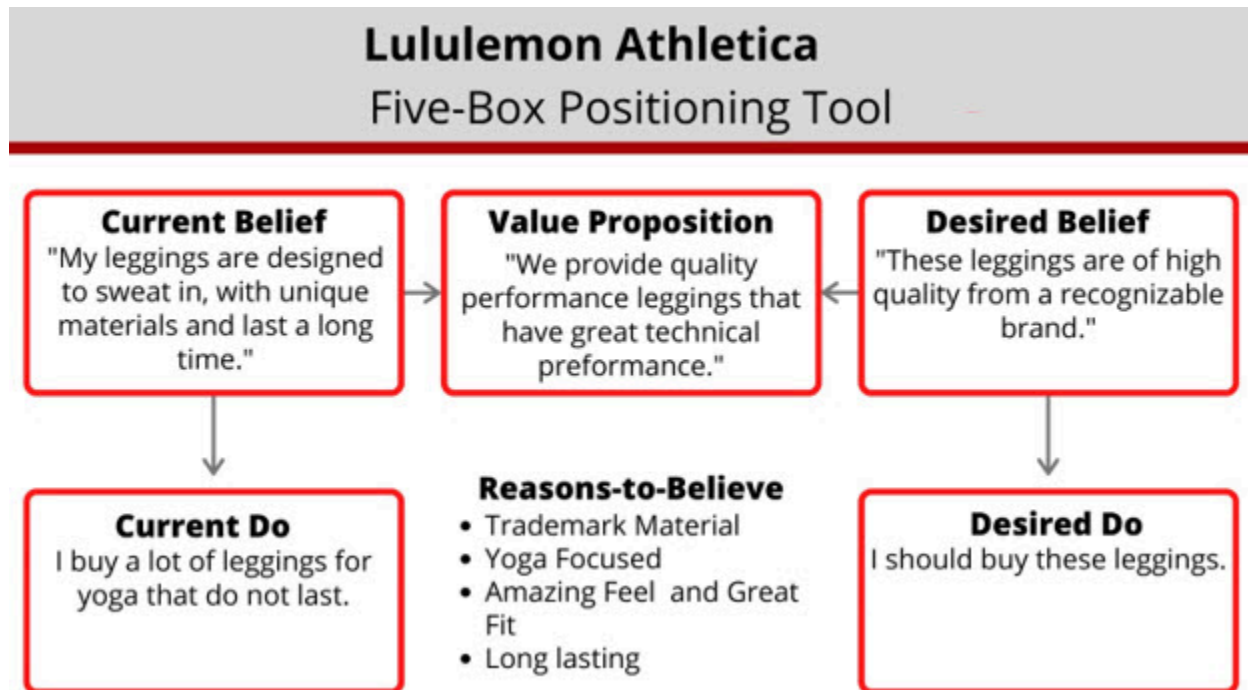 Lululemon Athletica
Five-Box Positioning Tool
Current Belief
"My leggings are designed
to sweat in, with unique
materials and last a long
time."
Value Proposition
"We provide quality
performance leggings that
have great technical
preformance."
Desired Belief
"These leggings are of high
quality from a recognizable
brand."
Current Do
I buy a lot of leggings for
yoga that do not last.
Reasons-to-Believe
• Trademark Material
• Yoga Focused
• Amazing Feel and Great
Fit
• Long lasting
Desired Do
I should buy these leggings.